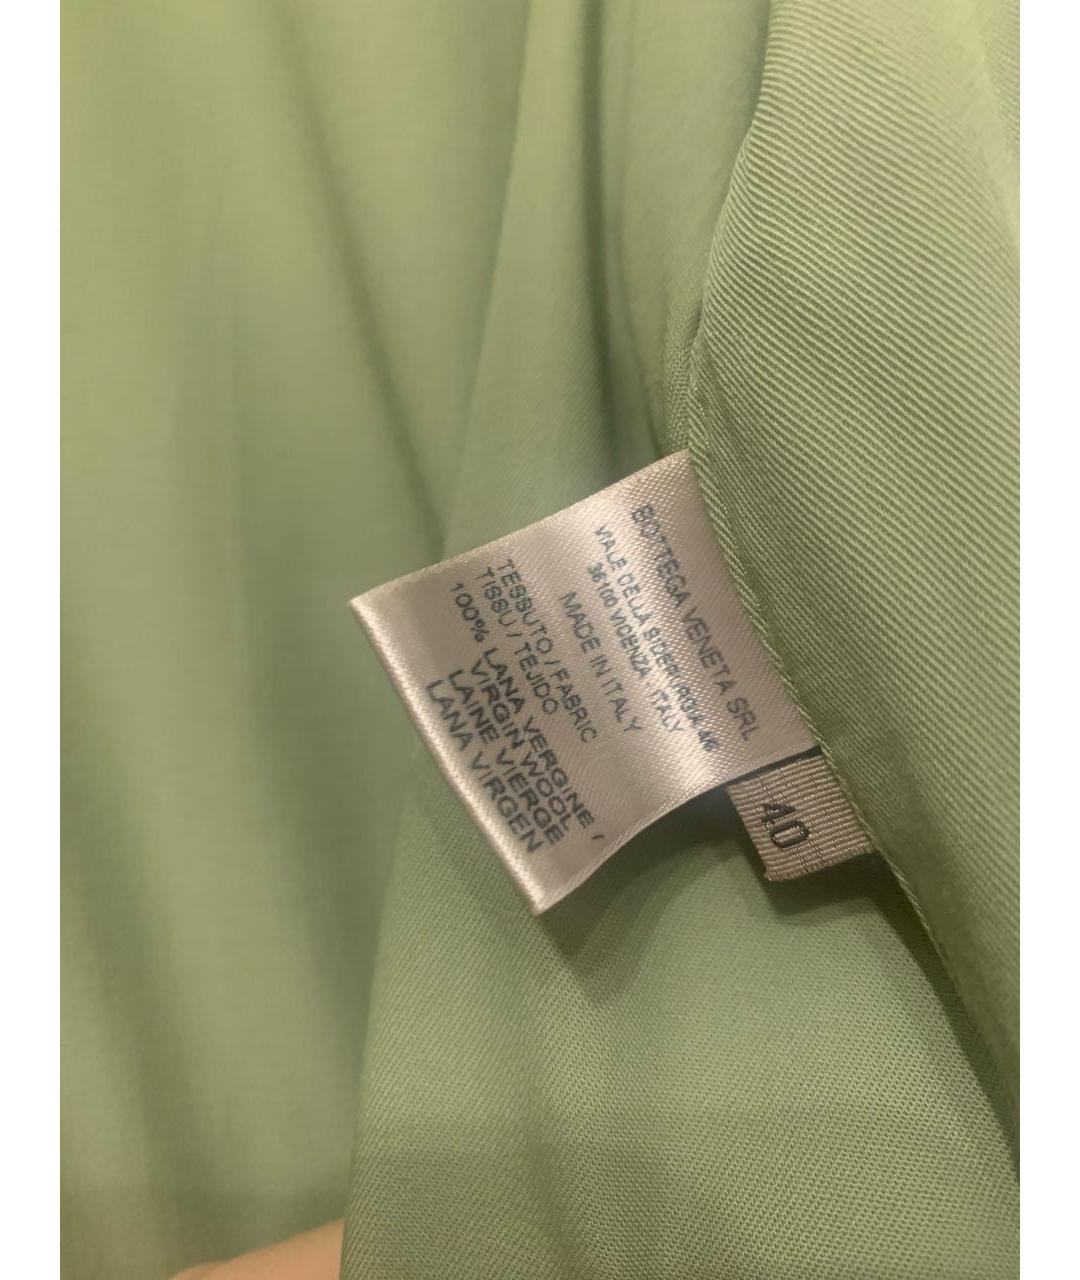 BOTTEGA VENETA SRL
VIALE DELLA SIDERURGIA 46
36100 VICENZA ITALY
MADE IN ITALY
TESSUTO / FABRIC
TISSU / TEJIDO
100% LANA VERGINE /
VIRGIN WOOL
LAINE VIERGE
LANA VIRGEN
40